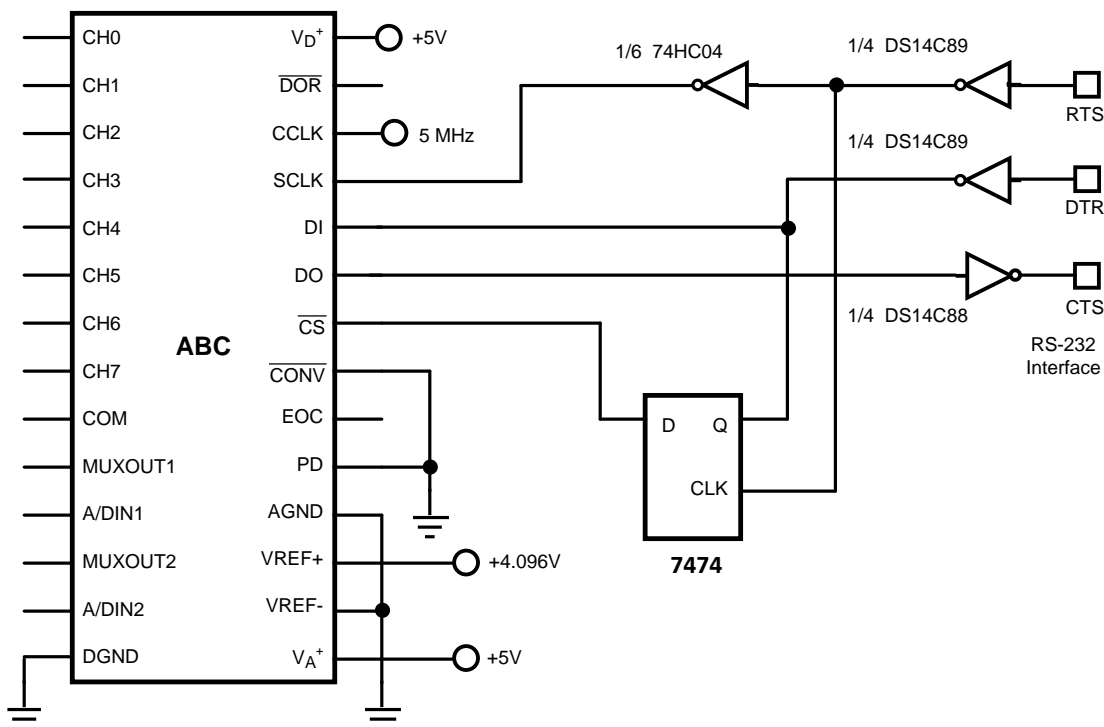 CH0
CH1
CH2
CH3
CH4
CH5
CH6
CH7
COM
MUXOUT1
A/DIN1
MUXOUT2
A/DIN2
DGND
ABC
VD+
DOR
CCLK
SCLK
DI
DO
CS
CONV
EOC
PD
AGND
VREF+
VREF-
VA+
+5V
5 MHz
+4.096V
+5V
1/6 74HC04
1/4 DS14C89
RTS
1/4 DS14C89
DTR
1/4 DS14C88
CTS
RS-232
Interface
D Q
CLK
7474